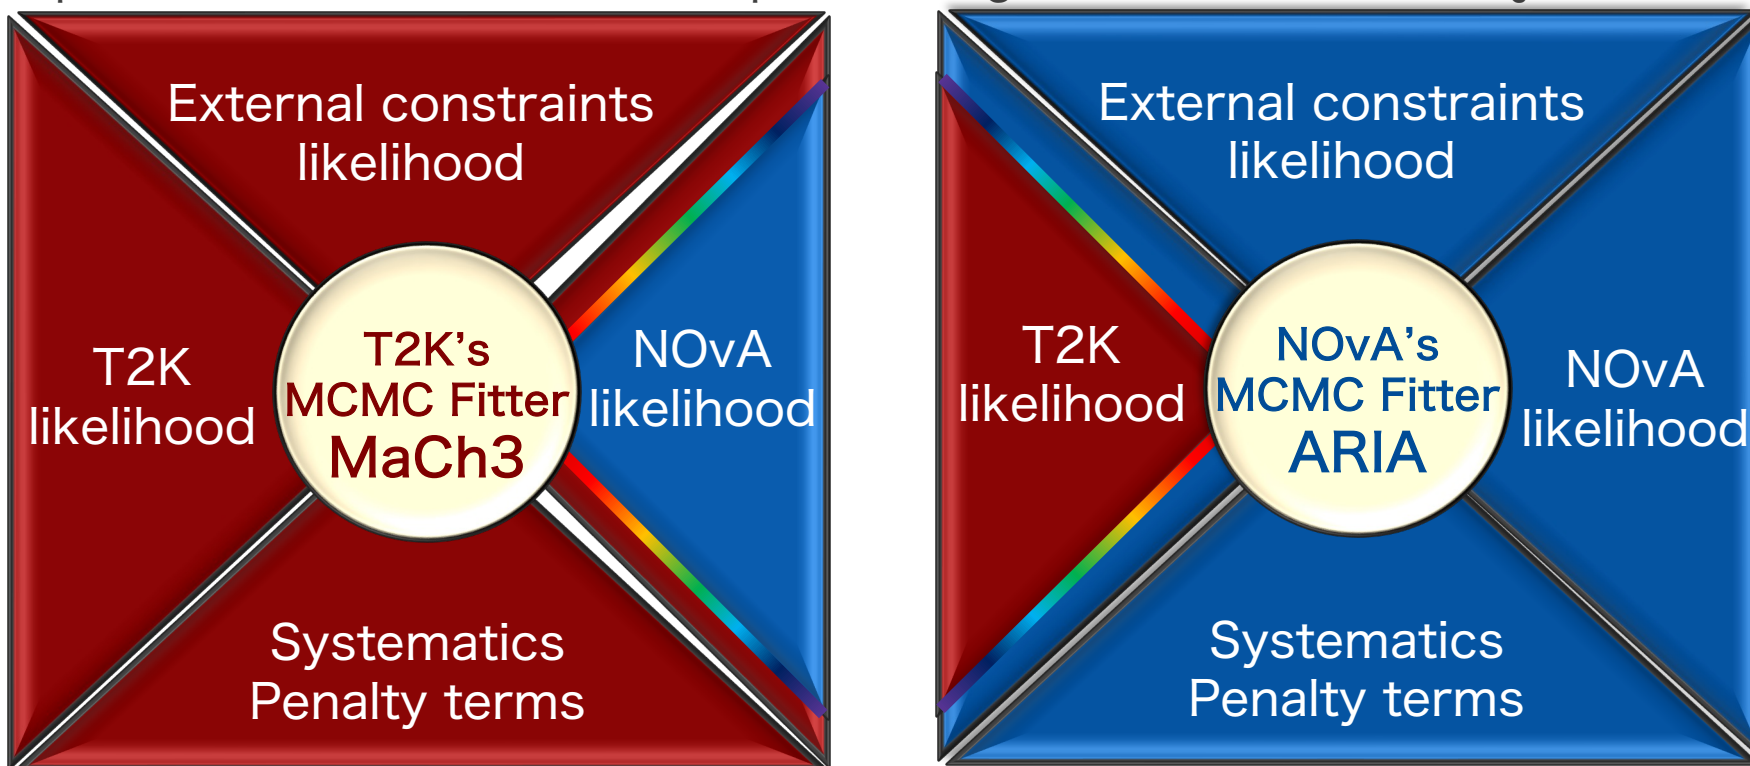 External constraints
likelihood
T2K
likelihood
T2K's
MCMC Fitter
MaCh3
NOvA
likelihood
Systematics
Penalty terms
External constraints
likelihood
T2K
likelihood
NOvA's
MCMC Fitter
ARIA
NOvA
likelihood
Systematics
Penalty terms